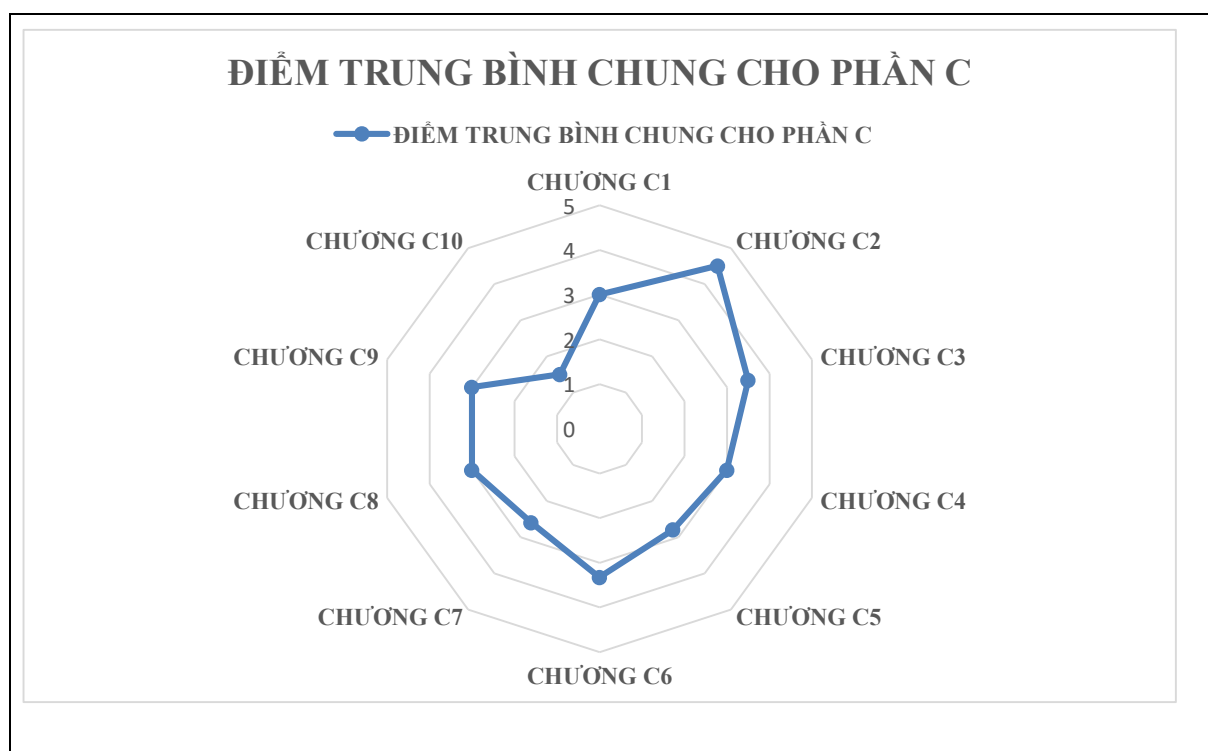 ĐIỂM TRUNG BÌNH CHUNG CHO PHẦN C
ĐIỂM TRUNG BÌNH CHUNG CHO PHẦN C
CHƯƠNG C1
5
CHƯƠNG C10
CHƯƠNG C2
4
3
2
CHƯƠNG C9
CHƯƠNG C3
1
0
CHƯƠNG C8
CHƯƠNG C4
CHƯƠNG C7
CHƯƠNG C5
CHƯƠNG C6